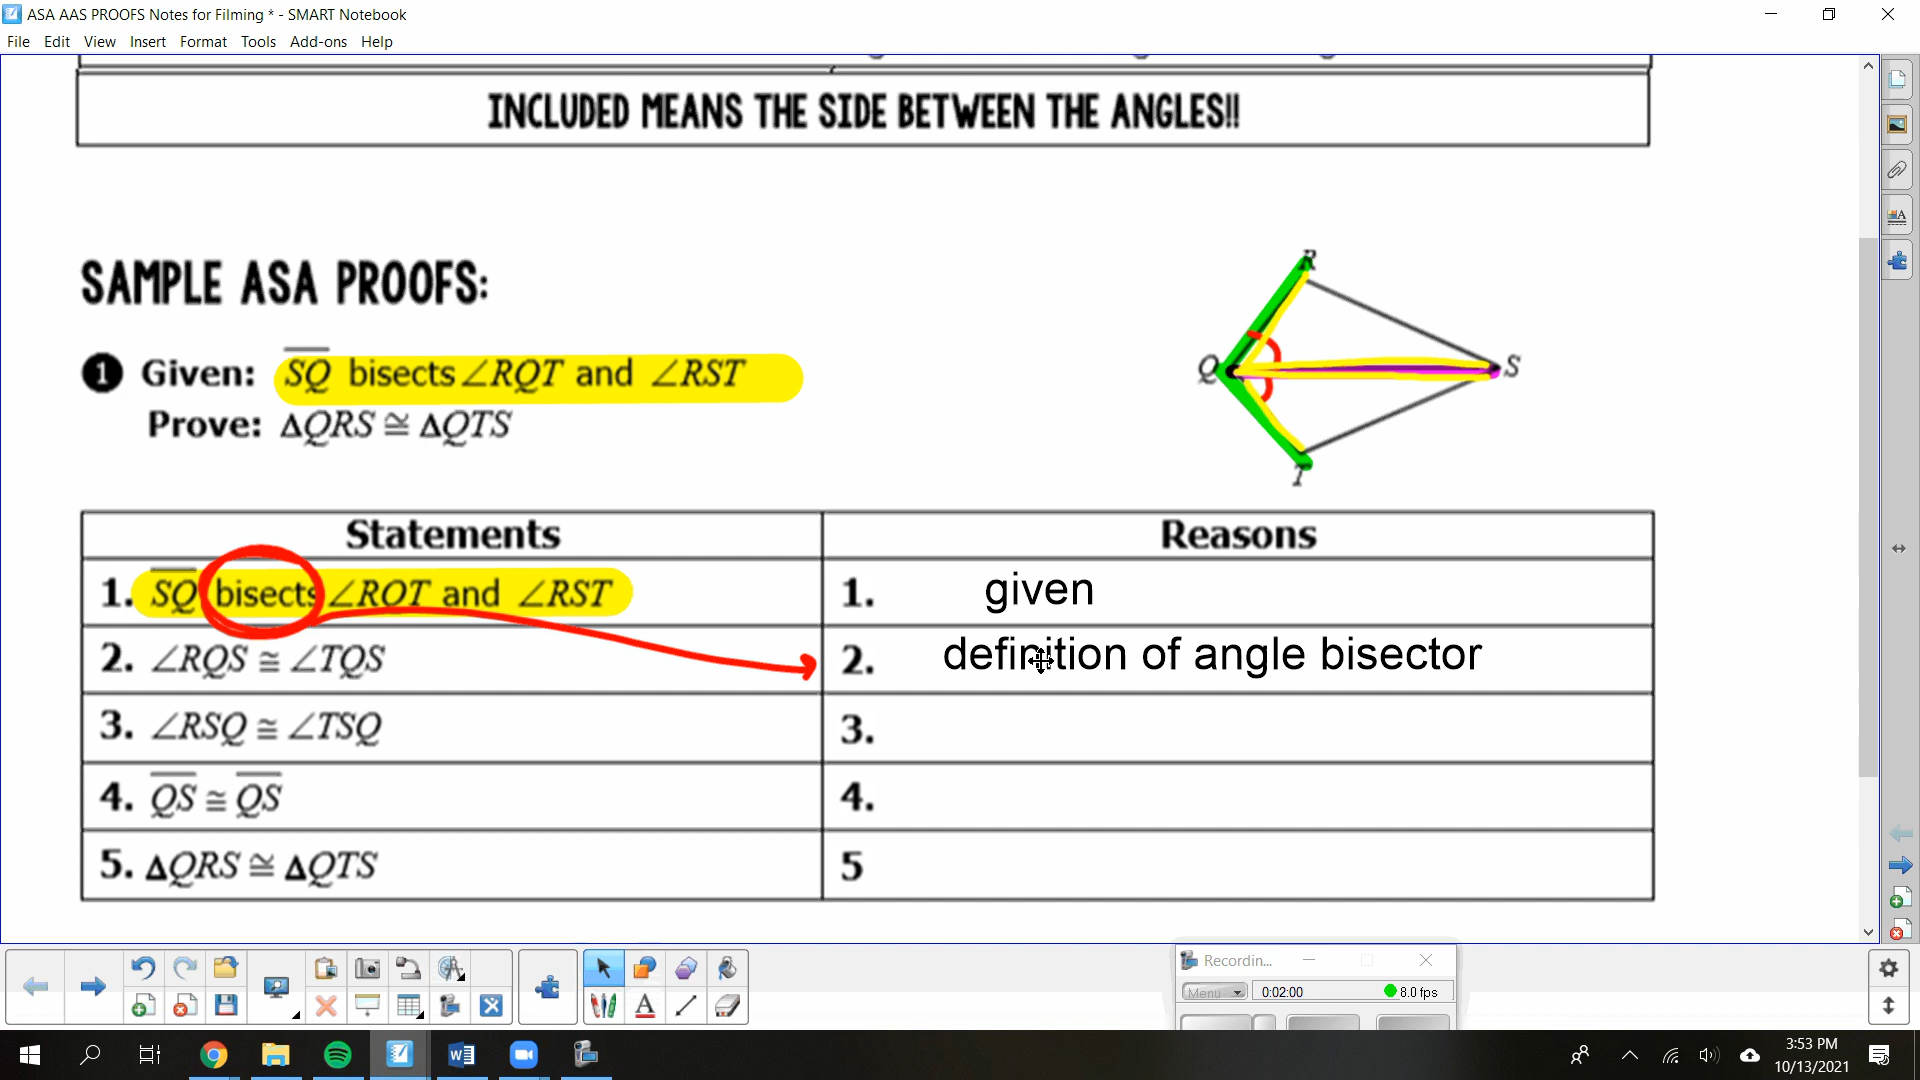 ASA AAS PROOFS Notes for Filming * - SMART Notebook
File Edit View Insert Format Tools Add-ons Help
INCLUDED MEANS THE SIDE BETWEEN THE ANGLES!!
SAMPLE ASA PROOFS:
1 Given: S̅Q̅ bisects ∠RQT and ∠RST
Prove: ΔQRS ≅ ΔQTS
R
Q
S
T
Statements Reasons
1. S̅Q̅ bisects ∠RQT and ∠RST 1. given
2. ∠RQS ≅ ∠TQS 2. definition of angle bisector
3. ∠RSQ ≅ ∠TSQ 3.
4. Q̅S̅ ≅ Q̅S̅ 4.
5. ΔQRS ≅ ΔQTS 5
Recordin...
Menu 0:02:00 8.0 fps
3:53 PM
10/13/2021